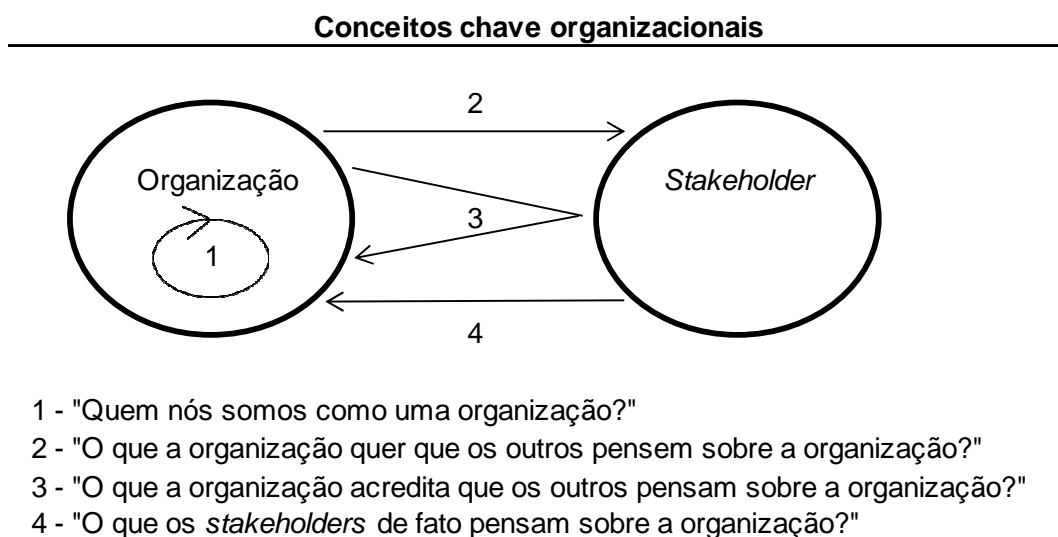 Conceitos chave organizacionais
2
Organização
Stakeholder
3
1
4
1 - "Quem nós somos como uma organização?"
2 - "O que a organização quer que os outros pensem sobre a organização?"
3 - "O que a organização acredita que os outros pensam sobre a organização?"
4 - "O que os stakeholders de fato pensam sobre a organização?"